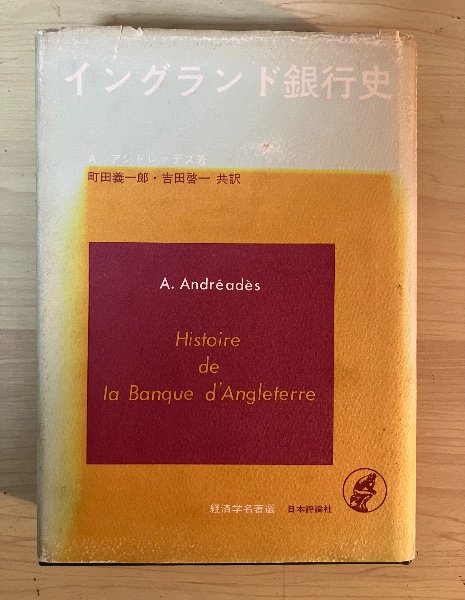 イングランド銀行史
A. アンドレアデス著
町田義一郎・吉田啓一 共訳
A. Andréadès
Histoire
de
la Banque d'Angleterre
経済学名著選 日本評論社